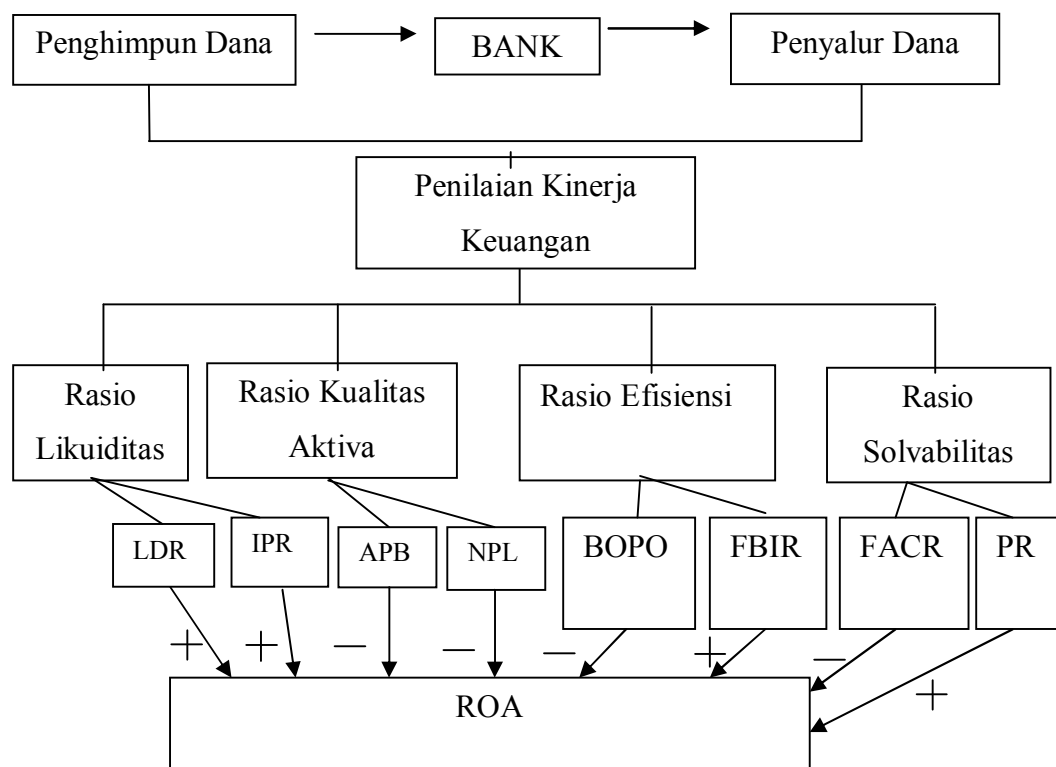 Penghimpun Dana
BANK
Penyalur Dana
Penilaian Kinerja
Keuangan
Rasio
Likuiditas
Rasio Kualitas
Aktiva
Rasio Efisiensi
Rasio
Solvabilitas
LDR
IPR
APB
NPL
BOPO
FBIR
FACR
PR
+
+
–
–
–
+
–
+
ROA